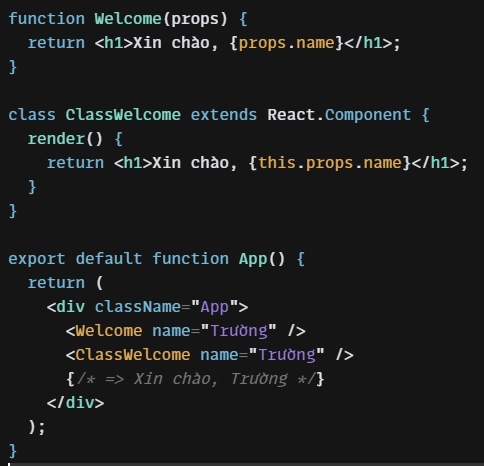 function Welcome(props) {
  return <h1>Xin chào, {props.name}</h1>;
}

class ClassWelcome extends React.Component {
  render() {
    return <h1>Xin chào, {this.props.name}</h1>;
  }
}

export default function App() {
  return (
    <div className="App">
      <Welcome name="Trường" />
      <ClassWelcome name="Trường" />
      {/* => Xin chào, Trường */}
    </div>
  );
}